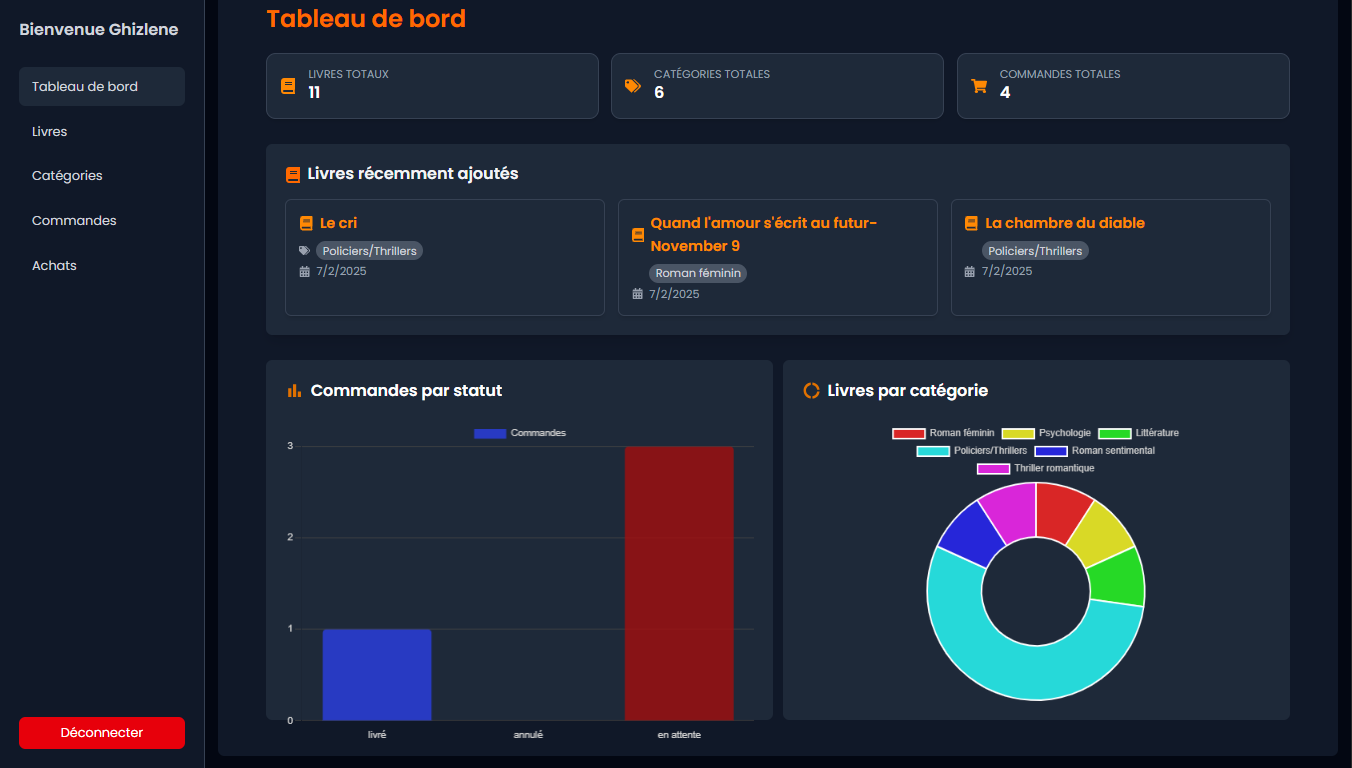 Bienvenue Ghizlene
Tableau de bord
Livres
Catégories
Commandes
Achats
Déconnecter
Tableau de bord
LIVRES TOTAUX
11
CATÉGORIES TOTALES
6
COMMANDES TOTALES
4
Livres récemment ajoutés
Le cri
Policiers/Thrillers
7/2/2025
Quand l'amour s'écrit au futur-
November 9
Roman féminin
7/2/2025
La chambre du diable
Policiers/Thrillers
7/2/2025
Commandes par statut
Commandes
3
2
1
0
livré annulé en attente
Livres par catégorie
Roman féminin Psychologie Littérature
Policiers/Thrillers Roman sentimental
Thriller romantique